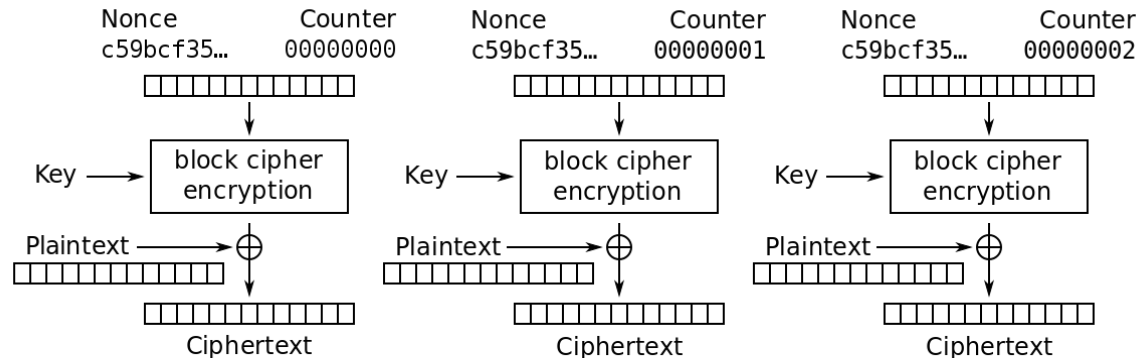 Nonce Counter Nonce Counter Nonce Counter
c59bcf35… 00000000 c59bcf35… 00000001 c59bcf35… 00000002
Key block cipher encryption Key block cipher encryption Key block cipher encryption
Plaintext Plaintext Plaintext
Ciphertext Ciphertext Ciphertext